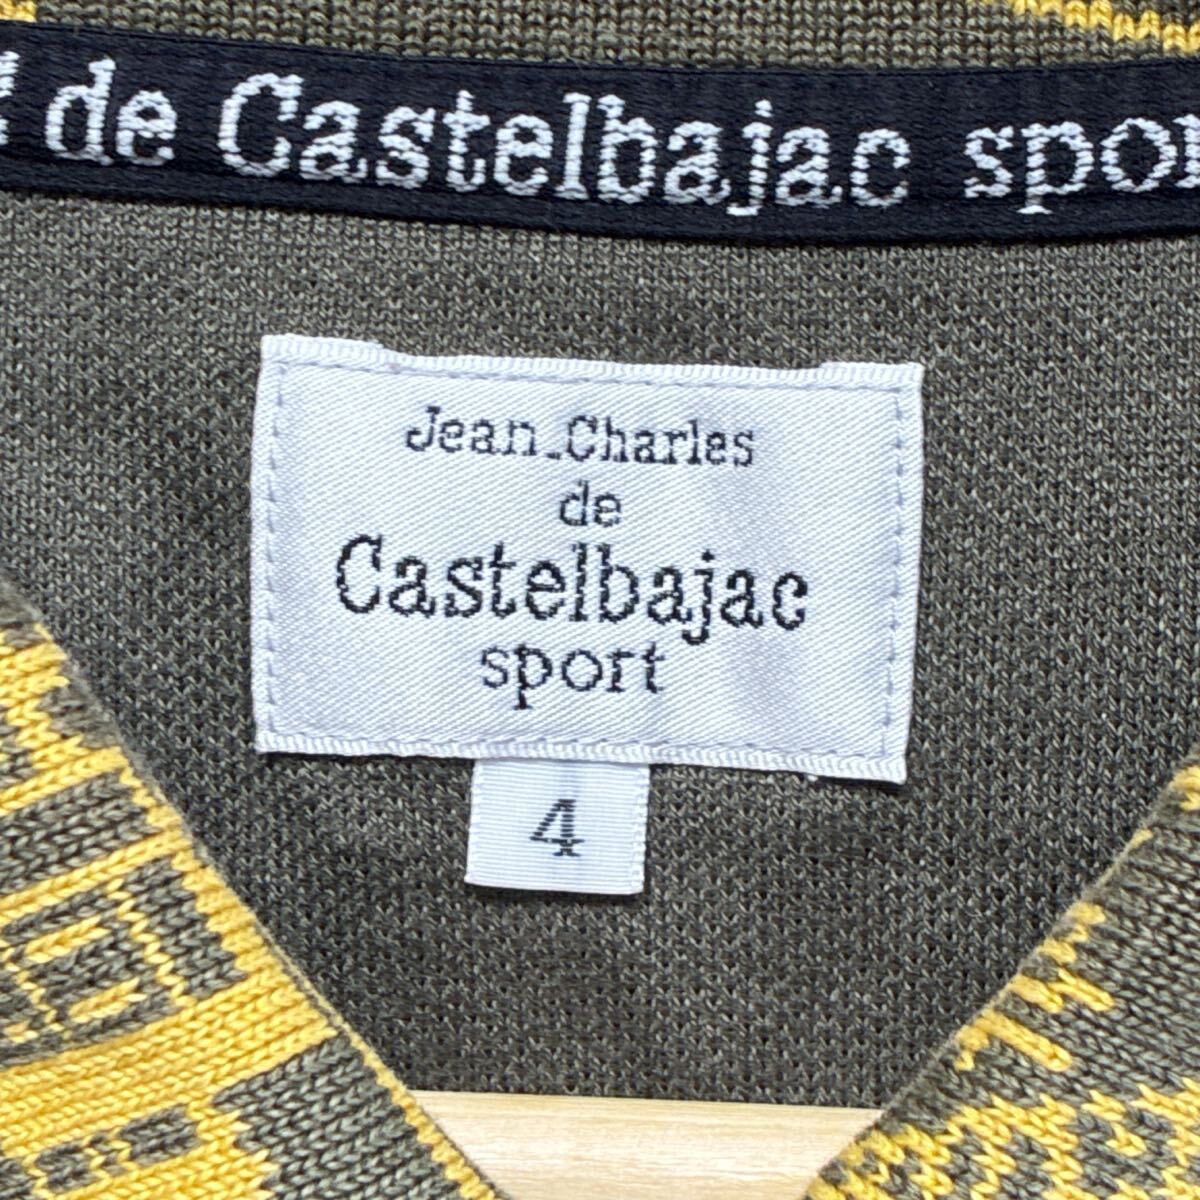 de Castelbajac spor
Jean-Charles
de
Castelbajac
sport
4